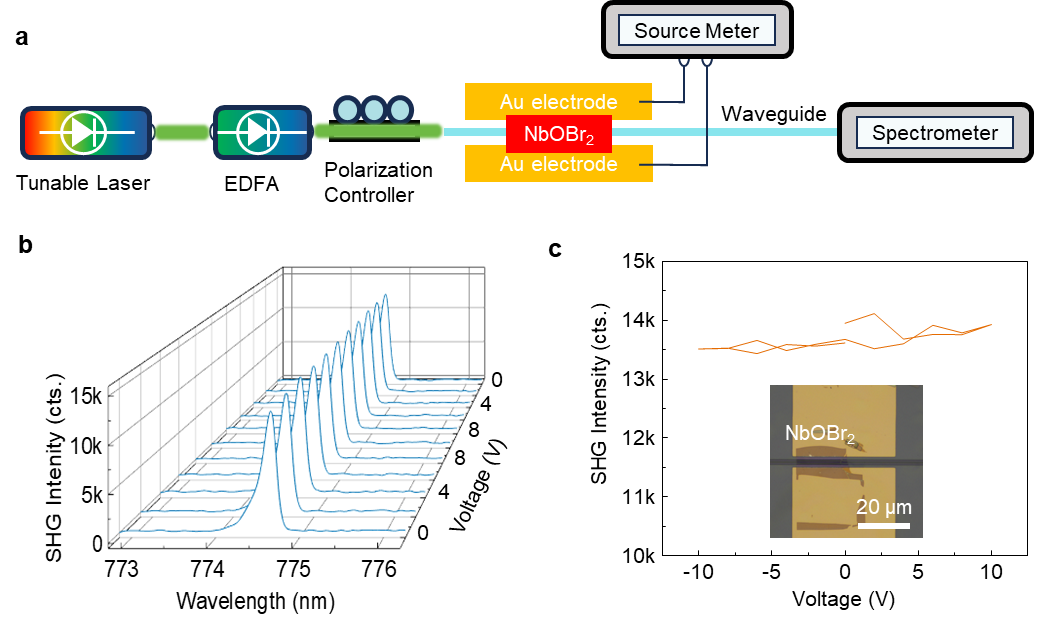 a
Source Meter
Au electrode
NbOBr₂
Au electrode
Waveguide
Spectrometer
Tunable Laser
EDFA
Polarization
Controller
b
SHG Intenity (cts.)
15k
10k
5k
0
773
774
775
776
Wavelength (nm)
0
4
8
8
4
0
Voltage (V)
c
SHG Intensity (cts.)
15k
14k
13k
12k
11k
10k
-10
-5
0
5
10
Voltage (V)
NbOBr₂
20 μm